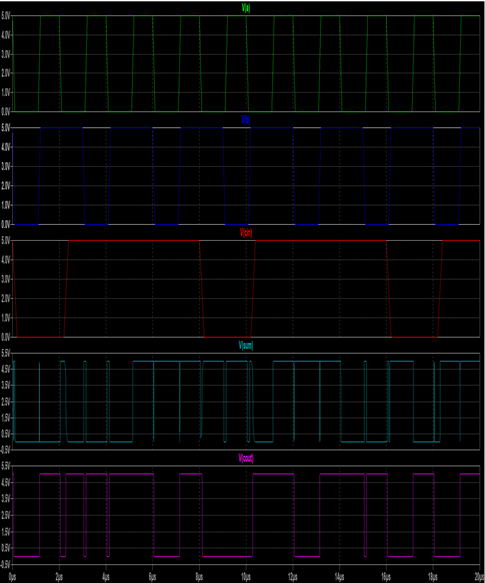 V(a)
5.0V
4.0V
3.0V
2.0V
1.0V
0.0V
V(b)
5.0V
4.0V
3.0V
2.0V
1.0V
0.0V
V(cin)
5.0V
4.0V
3.0V
2.0V
1.0V
0.0V
V(sum)
5.5V
4.5V
3.5V
2.5V
1.5V
0.5V
-0.5V
V(cout)
5.5V
4.5V
3.5V
2.5V
1.5V
0.5V
-0.5V
0µs 2µs 4µs 6µs 8µs 10µs 12µs 14µs 16µs 18µs 20µs